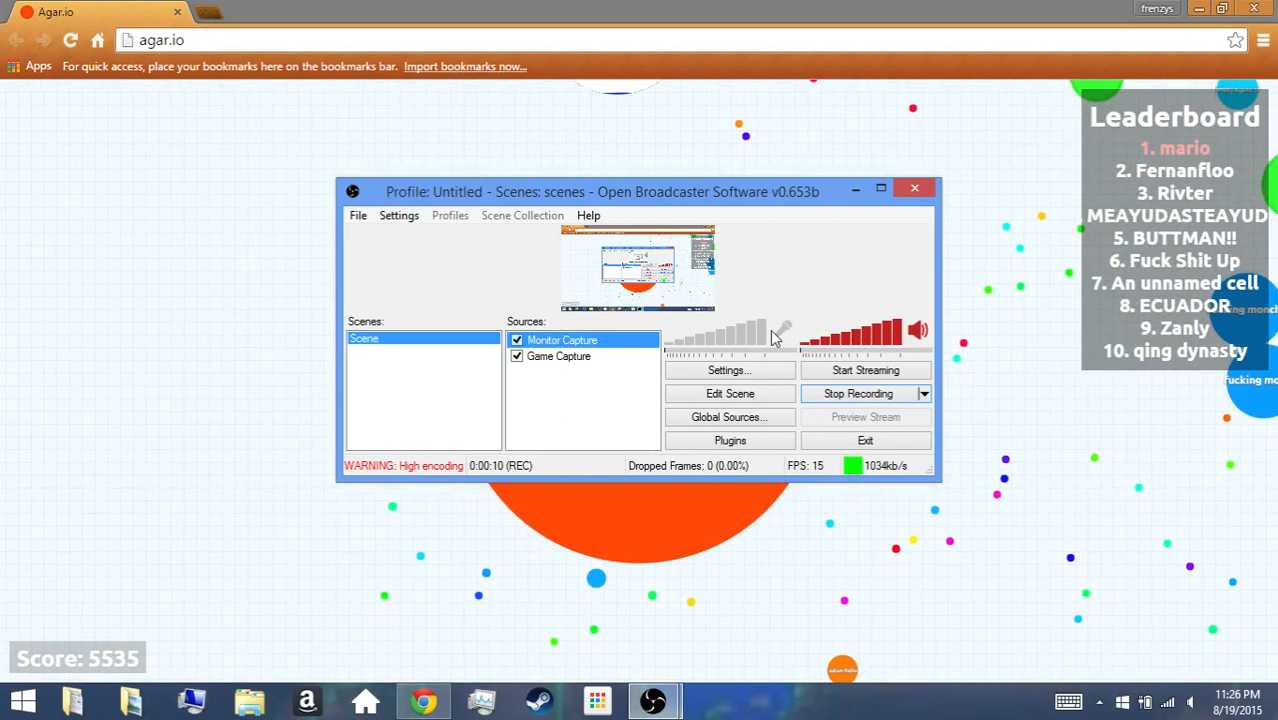 Agar.io
frenzys
agar.io
Apps For quick access, place your bookmarks here on the bookmarks bar. Import bookmarks now...
Leaderboard
1. mario
2. Fernanfloo
3. Rivter
MEAYUDASTEAYUD
5. BUTTMAN!!
6. Fuck Shit Up
7. An unnamed cell
8. ECUADOR
9. Zanly
10. qing dynasty
Profile: Untitled - Scenes: scenes - Open Broadcaster Software v0.653b
File Settings Profiles Scene Collection Help
Scenes: Sources:
Scene
Monitor Capture
Game Capture
Settings... Start Streaming
Edit Scene Stop Recording
Global Sources... Preview Stream
Plugins Exit
WARNING: High encoding 0:00:10 (REC) Dropped Frames: 0 (0.00%) FPS: 15 1034kb/s
Score: 5535
11:26 PM
8/19/2015